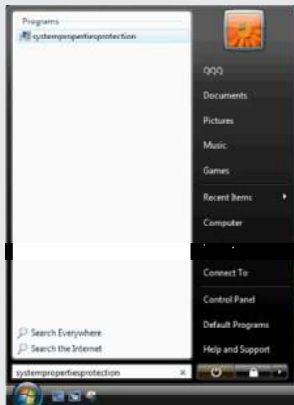 Programs
systempropertiesprotection
Search Everywhere
Search the Internet
systempropertiesprotection
QQQ
Documents
Pictures
Music
Games
Recent Items
Computer
Connect To
Control Panel
Default Programs
Help and Support